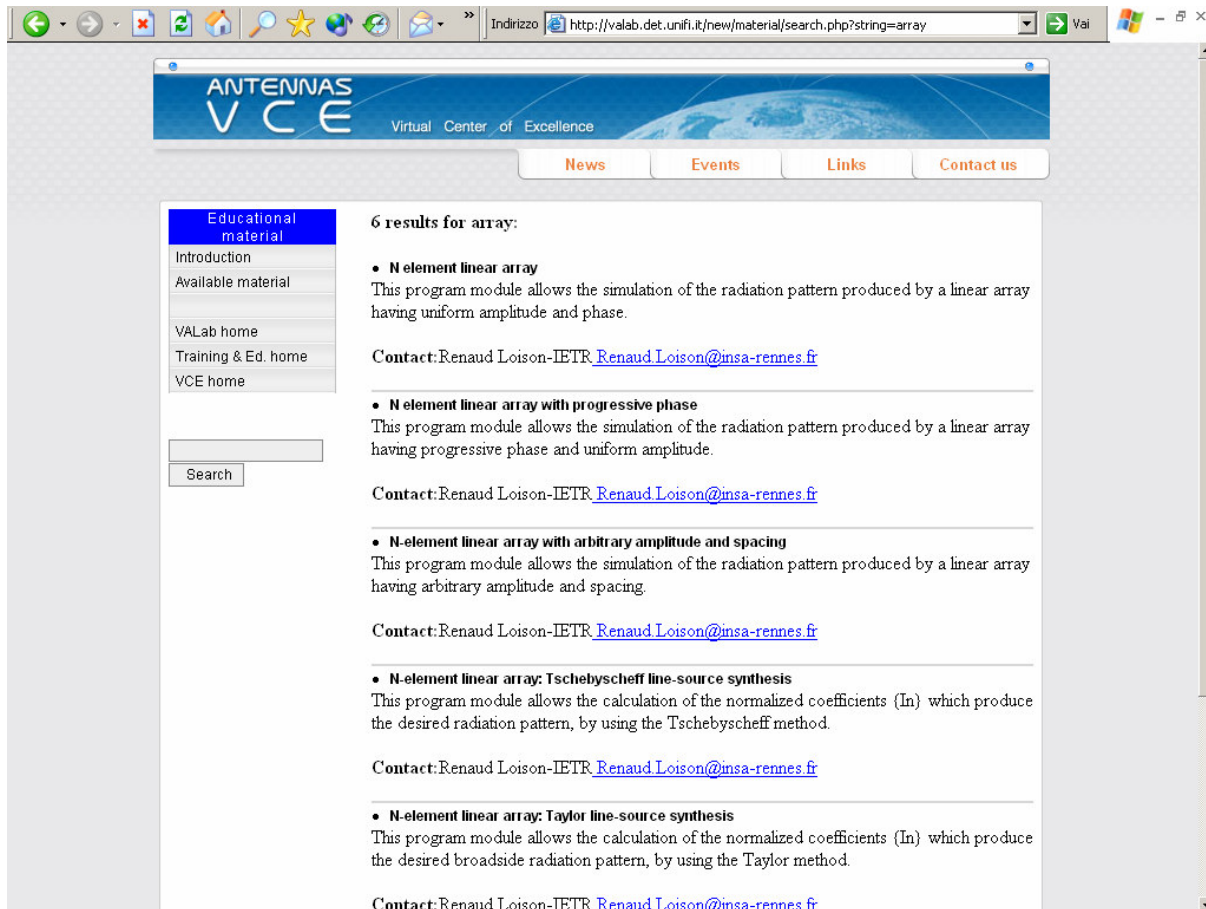 Indirizzo http://valab.det.unifi.it/new/material/search.php?string=array Vai
ANTENNAS
VCE Virtual Center of Excellence
News Events Links Contact us
Educational
material
Introduction
Available material
VALab home
Training & Ed. home
VCE home
Search
6 results for array:
• N element linear array
This program module allows the simulation of the radiation pattern produced by a linear array
having uniform amplitude and phase.
Contact:Renaud Loison-IETR Renaud.Loison@insa-rennes.fr
• N element linear array with progressive phase
This program module allows the simulation of the radiation pattern produced by a linear array
having progressive phase and uniform amplitude.
Contact:Renaud Loison-IETR Renaud.Loison@insa-rennes.fr
• N-element linear array with arbitrary amplitude and spacing
This program module allows the simulation of the radiation pattern produced by a linear array
having arbitrary amplitude and spacing.
Contact:Renaud Loison-IETR Renaud.Loison@insa-rennes.fr
• N-element linear array: Tschebyscheff line-source synthesis
This program module allows the calculation of the normalized coefficients {In} which produce
the desired radiation pattern, by using the Tschebyscheff method.
Contact:Renaud Loison-IETR Renaud.Loison@insa-rennes.fr
• N-element linear array: Taylor line-source synthesis
This program module allows the calculation of the normalized coefficients {In} which produce
the desired broadside radiation pattern, by using the Taylor method.
Contact:Renaud Loison-IETR Renaud.Loison@insa-rennes.fr